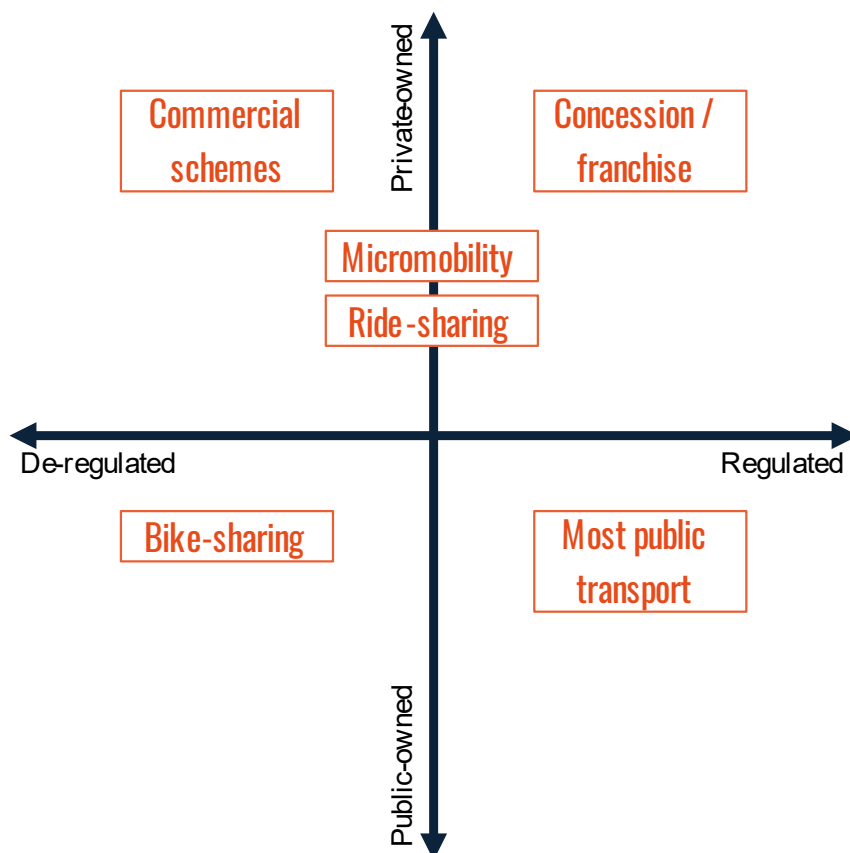 Private-owned
Commercial
schemes
Concession /
franchise
Micromobility
Ride-sharing
De-regulated
Regulated
Bike-sharing
Most public
transport
Public-owned